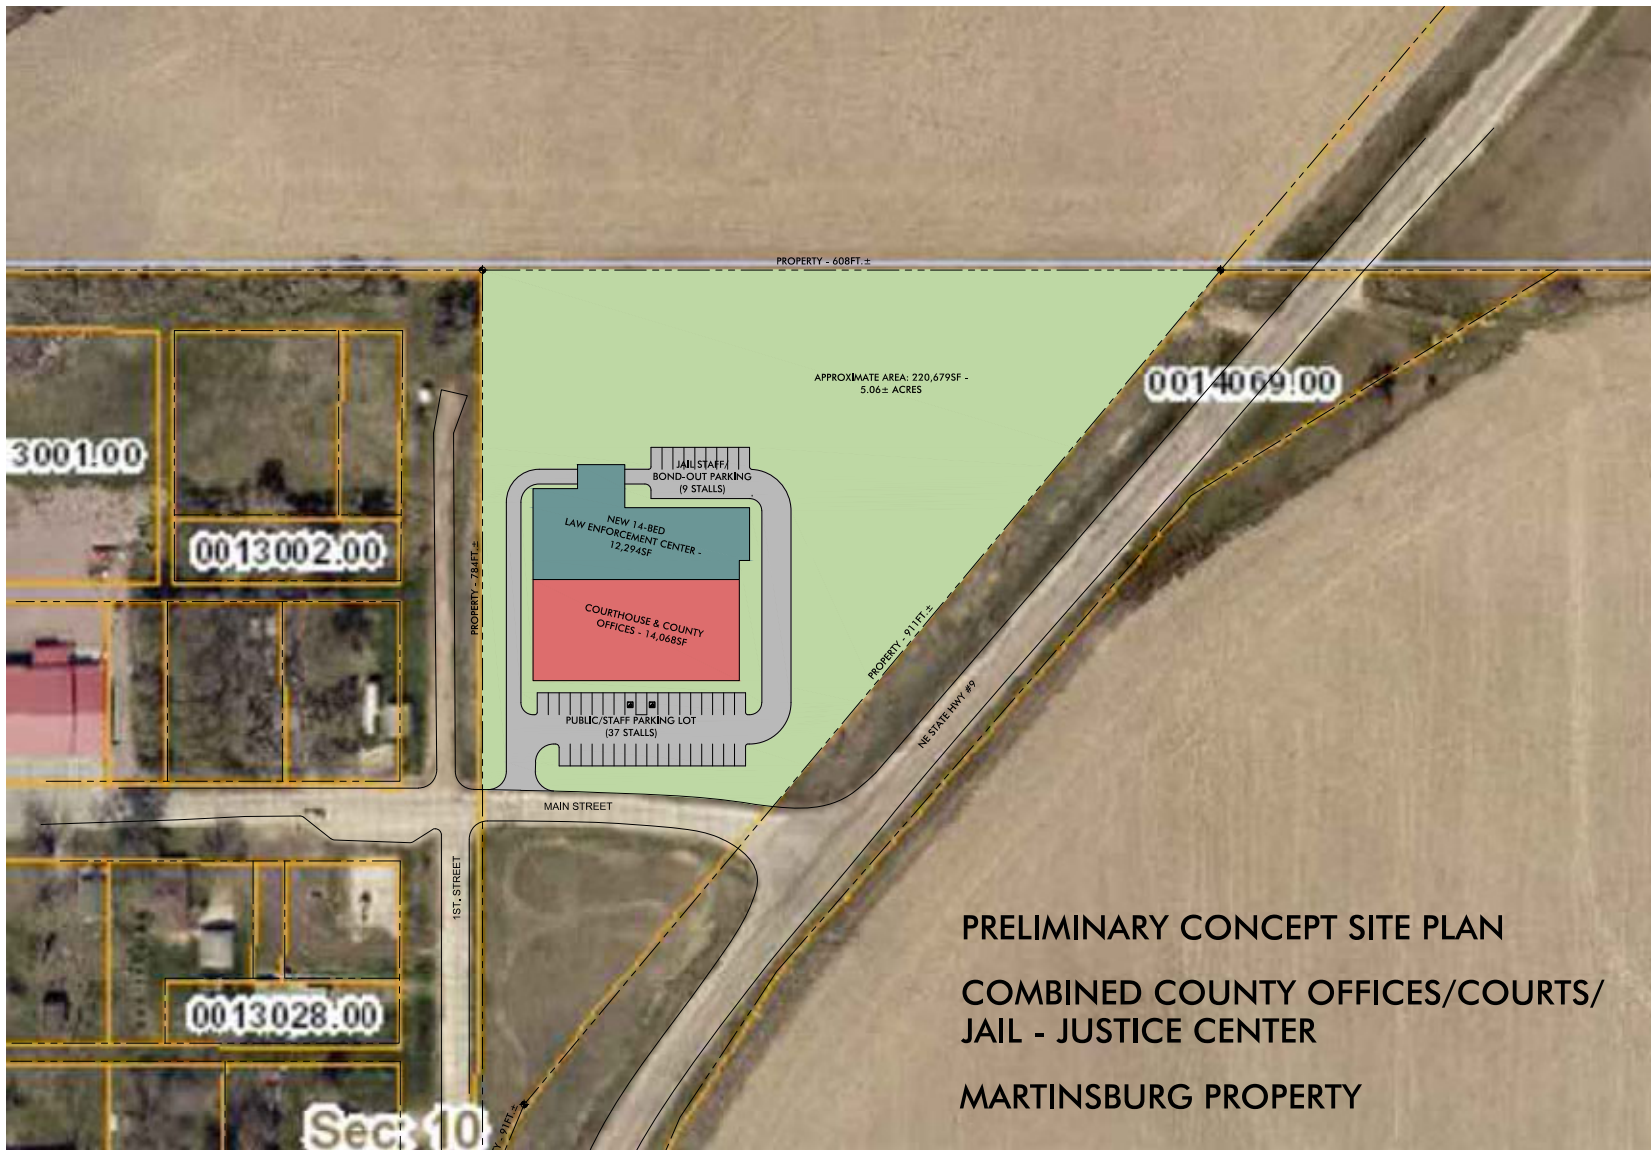 PROPERTY - 608FT.±
APPROXIMATE AREA: 220,679SF -
5.06± ACRES
0014069.00
3001.00
JAIL STAFF/
BOND-OUT PARKING
(9 STALLS)
NEW 14-BED
LAW ENFORCEMENT CENTER -
12,294SF
0013002.00
PROPERTY - 784FT.±
COURTHOUSE & COUNTY
OFFICES - 14,068SF
PROPERTY - 911FT.±
NE STATE HWY #9
PUBLIC/STAFF PARKING LOT
(37 STALLS)
MAIN STREET
1ST. STREET
0013028.00
Sec: 10
Y - 91FT.±
PRELIMINARY CONCEPT SITE PLAN
COMBINED COUNTY OFFICES/COURTS/
JAIL - JUSTICE CENTER
MARTINSBURG PROPERTY